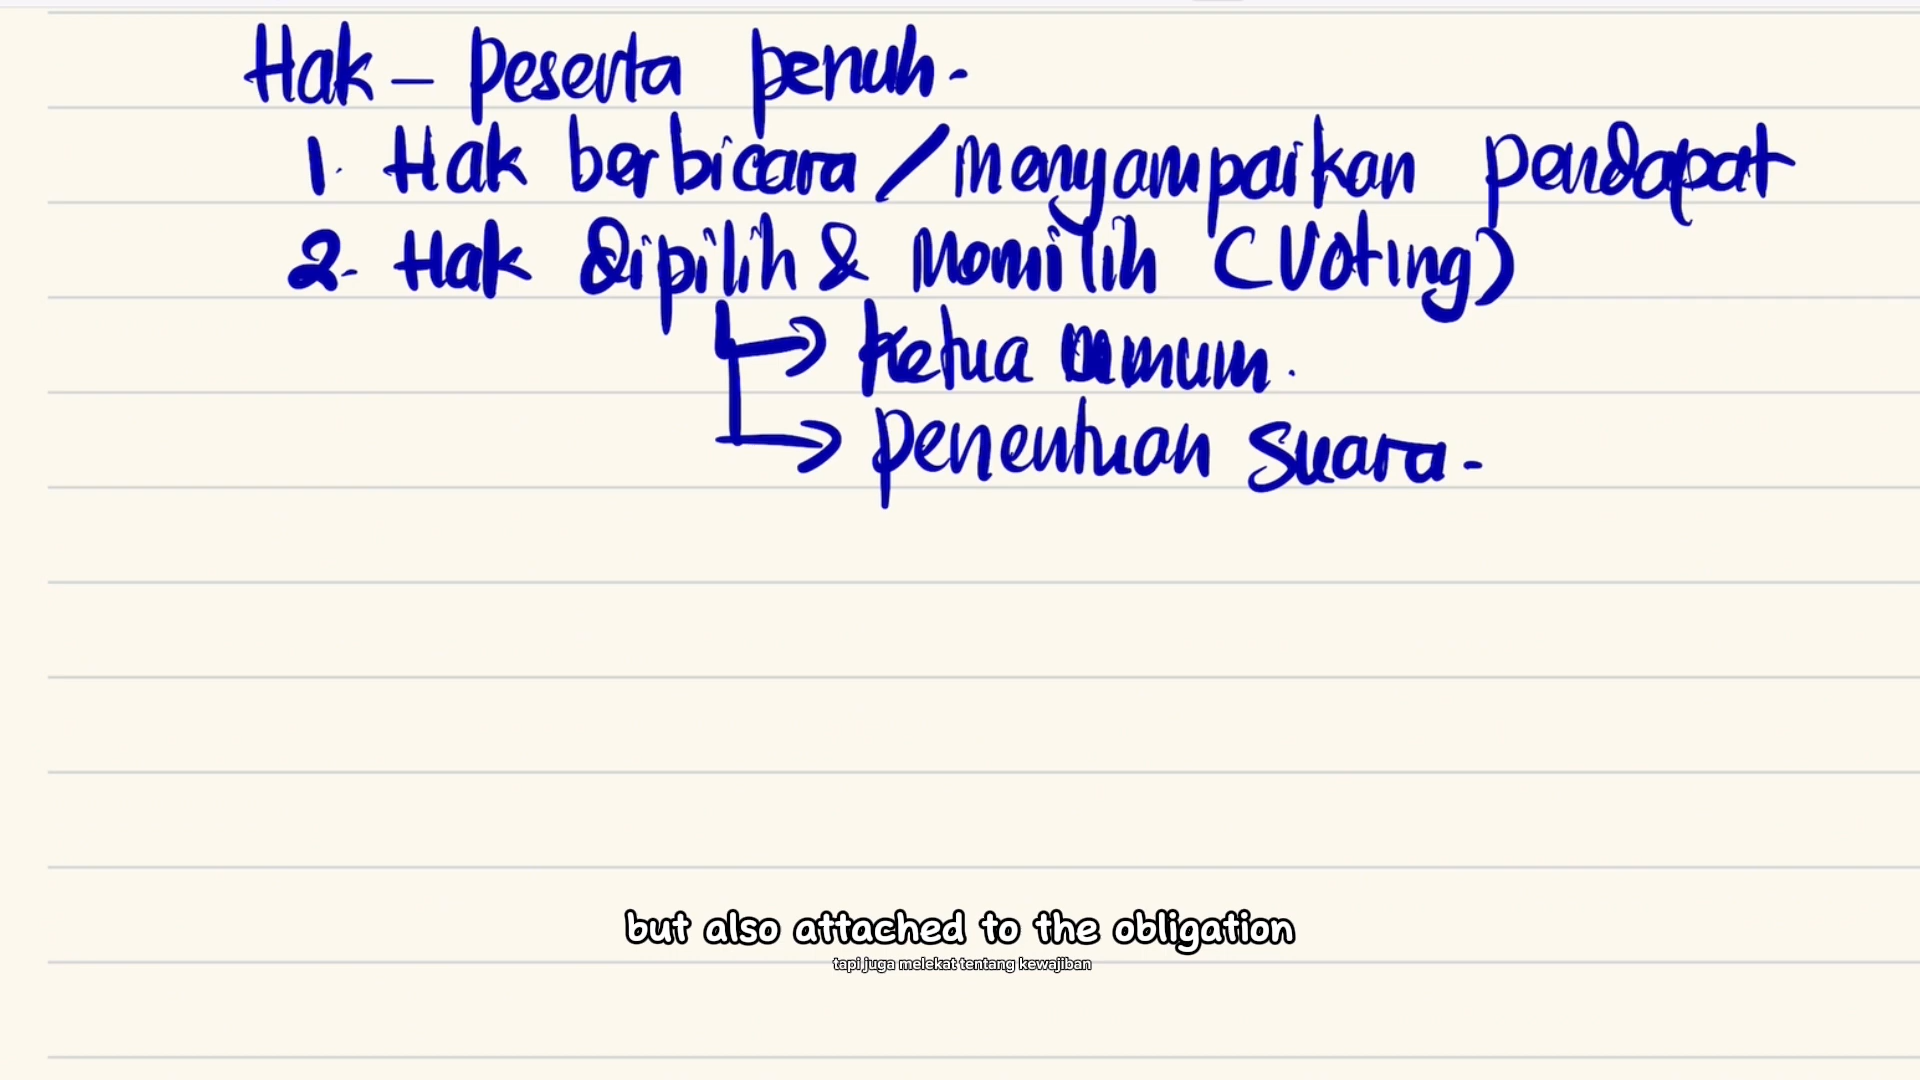 Hak - Peserta penuh.
1. Hak berbicara / Menyampaikan pendapat
2. Hak dipilih & Memilih (Voting)
→ Ketua umum.
→ Penentuan Suara.
but also attached to the obligation
tapi juga melekat tentang kewajiban